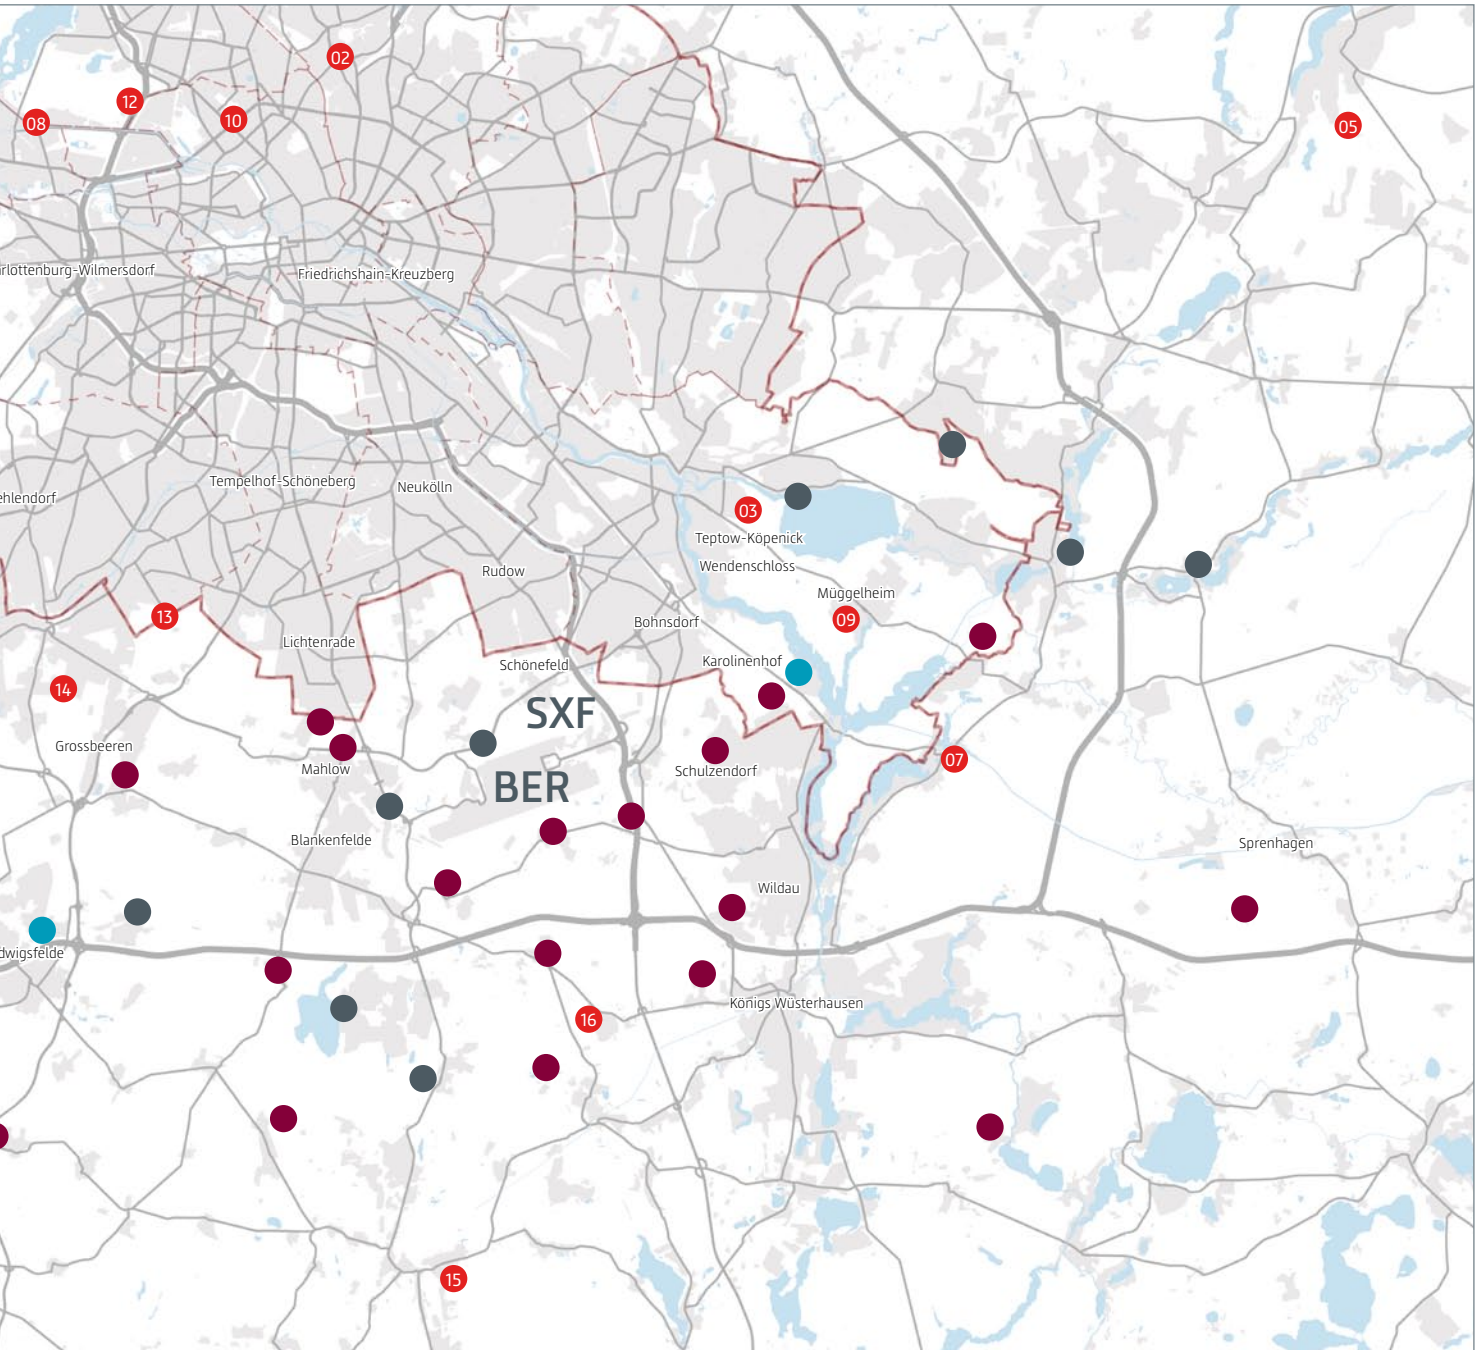 02
12
10
08
05
rlottenburg-Wilmersdorf
Friedrichshain-Kreuzberg
Tempelhof-Schöneberg
Neukölln
ehlendorf
03
Teptow-Köpenick
Wendenschloss
Rudow
Müggelheim
09
13
Bohnsdorf
Lichtenrade
Schönefeld
Karolinenhof
14
SXF
Grossbeeren
07
Mahlow
Schulzendorf
BER
Blankenfelde
Sprenhagen
Wildau
dwigsfelde
Königs Wüsterhausen
16
15